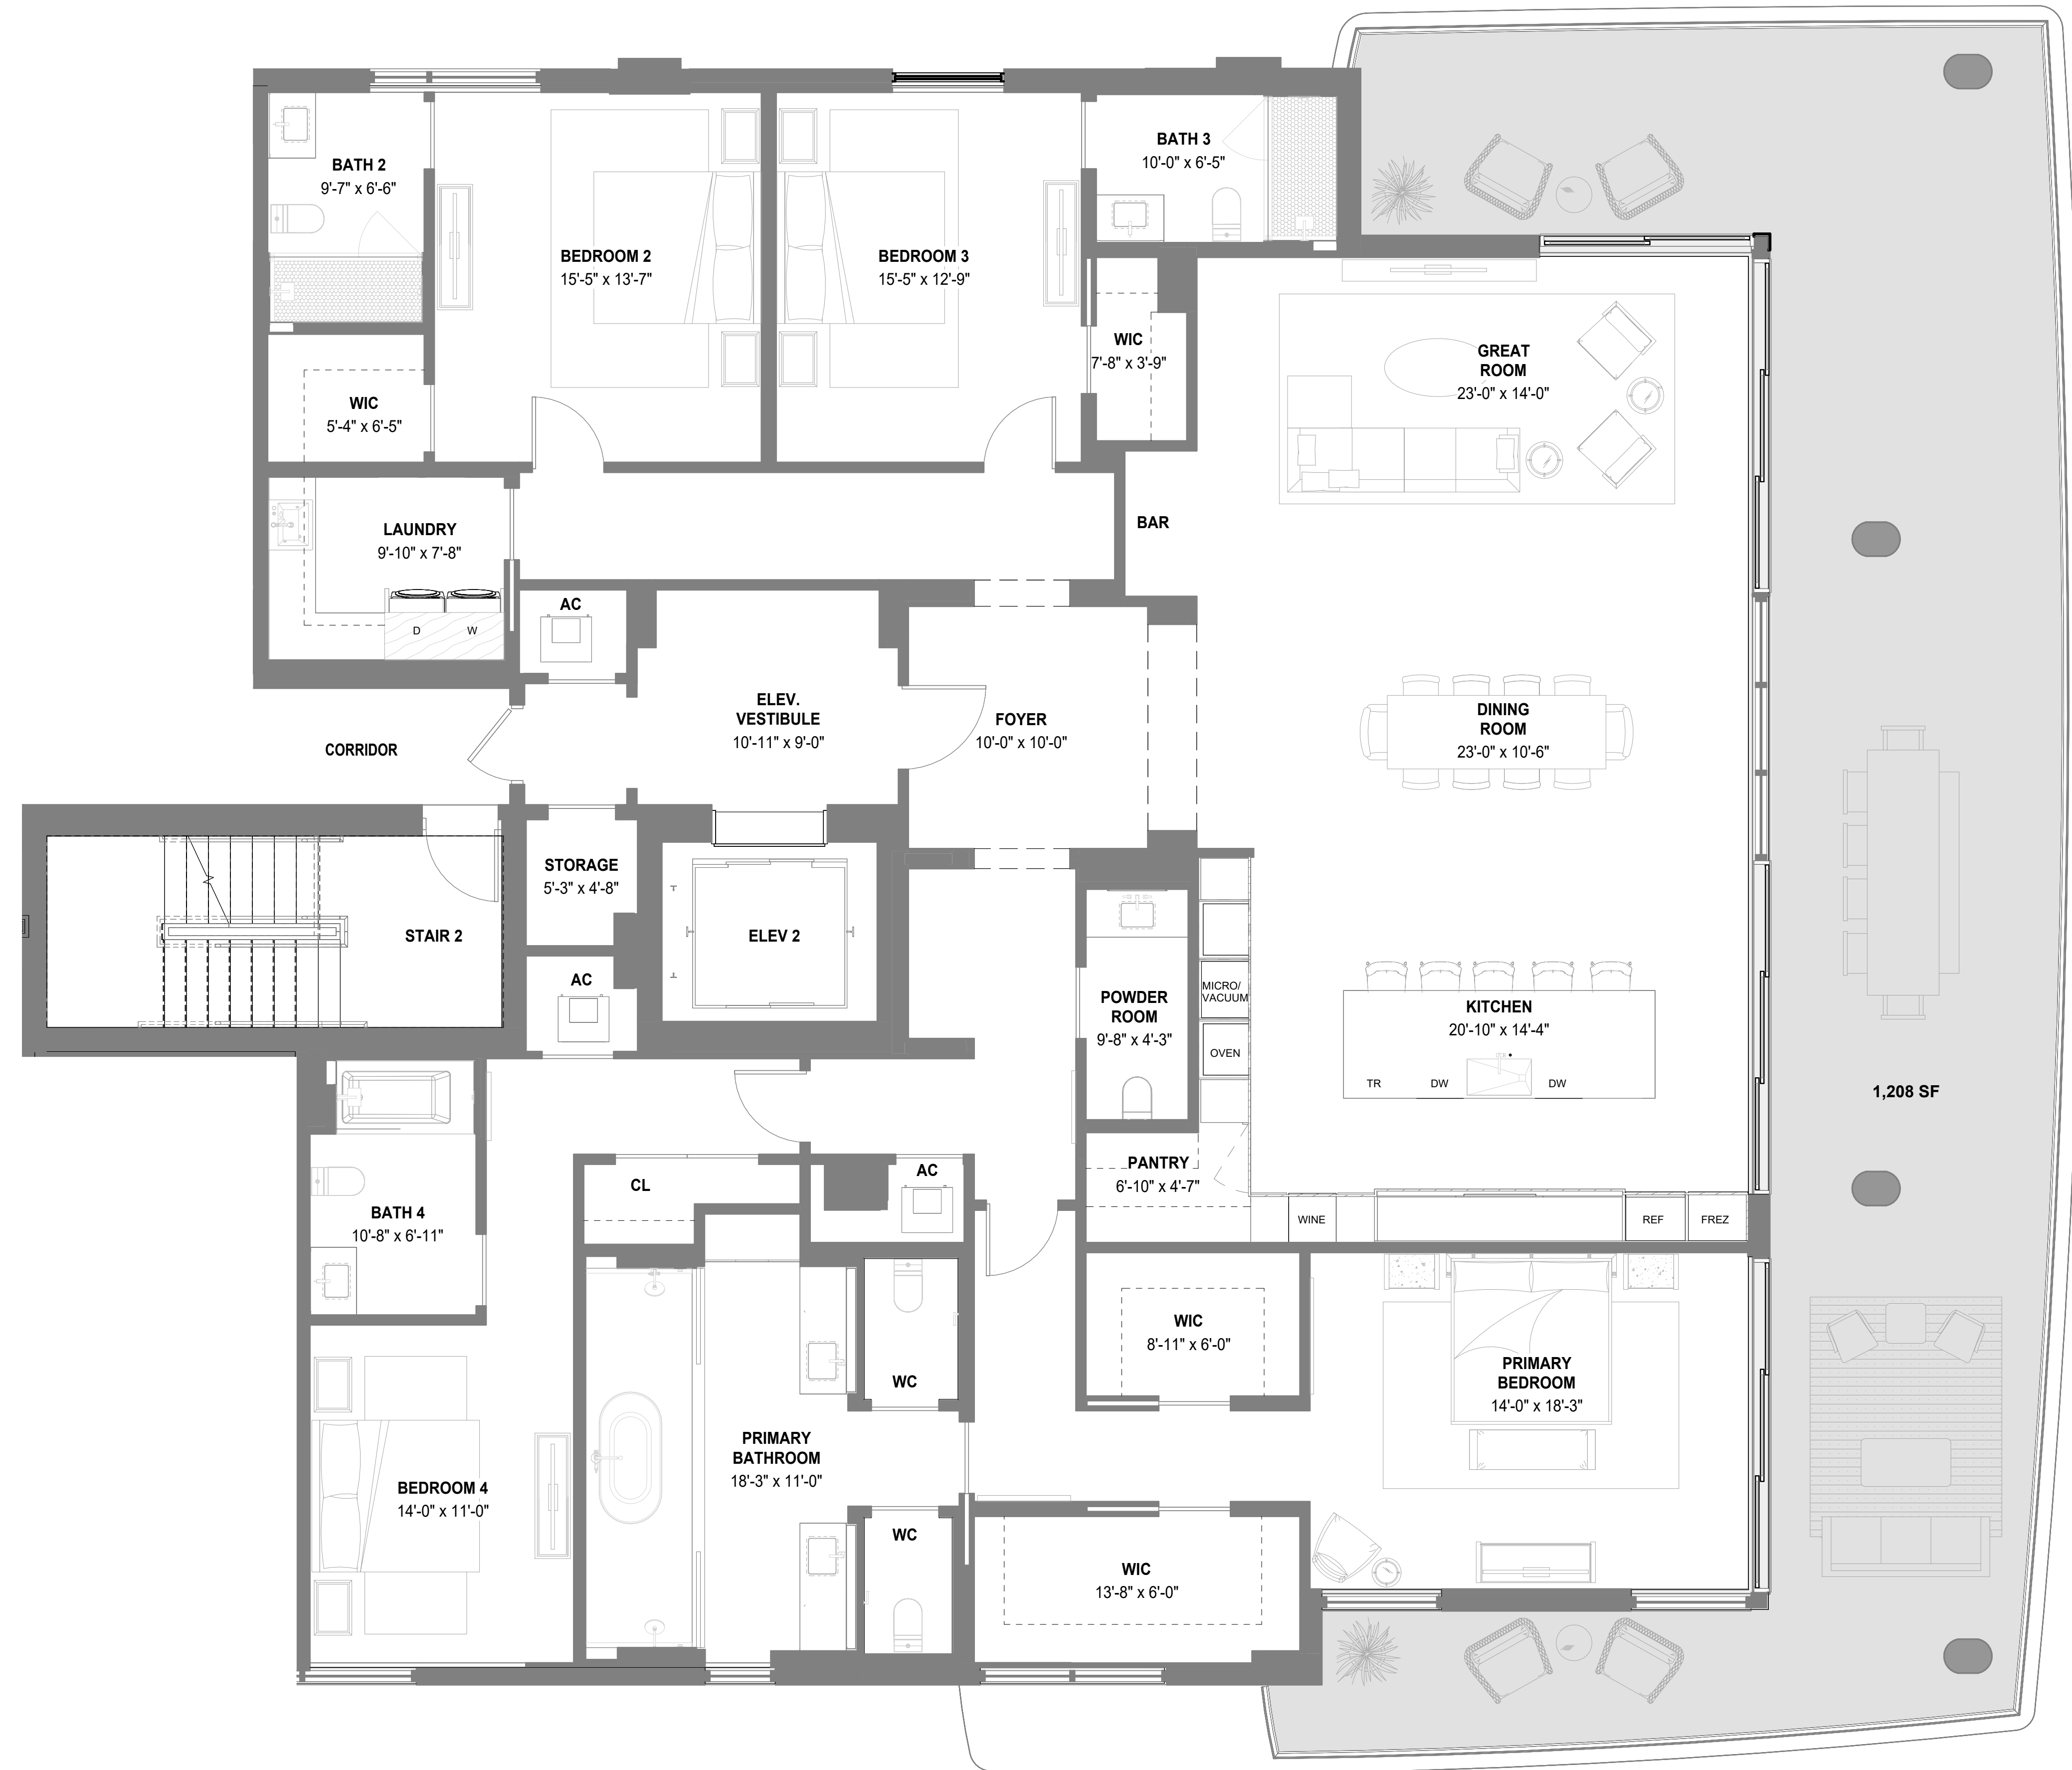 BATH 2
9'-7" x 6'-6"
BEDROOM 2
15'-5" x 13'-7"
BEDROOM 3
15'-5" x 12'-9"
BATH 3
10'-0" x 6'-5"
WIC
7'-8" x 3'-9"
GREAT
ROOM
23'-0" x 14'-0"
WIC
5'-4" x 6'-5"
LAUNDRY
9'-10" x 7'-8"
D
W
BAR
AC
ELEV.
VESTIBULE
10'-11" x 9'-0"
FOYER
10'-0" x 10'-0"
DINING
ROOM
23'-0" x 10'-6"
CORRIDOR
STORAGE
5'-3" x 4'-8"
STAIR 2
ELEV 2
AC
POWDER
ROOM
9'-8" x 4'-3"
MICRO/
VACUUM
OVEN
KITCHEN
20'-10" x 14'-4"
TR
DW
DW
1,208 SF
PANTRY
6'-10" x 4'-7"
WINE
REF
FREZ
CL
AC
BATH 4
10'-8" x 6'-11"
WIC
8'-11" x 6'-0"
PRIMARY
BEDROOM
14'-0" x 18'-3"
WC
PRIMARY
BATHROOM
18'-3" x 11'-0"
BEDROOM 4
14'-0" x 11'-0"
WC
WIC
13'-8" x 6'-0"